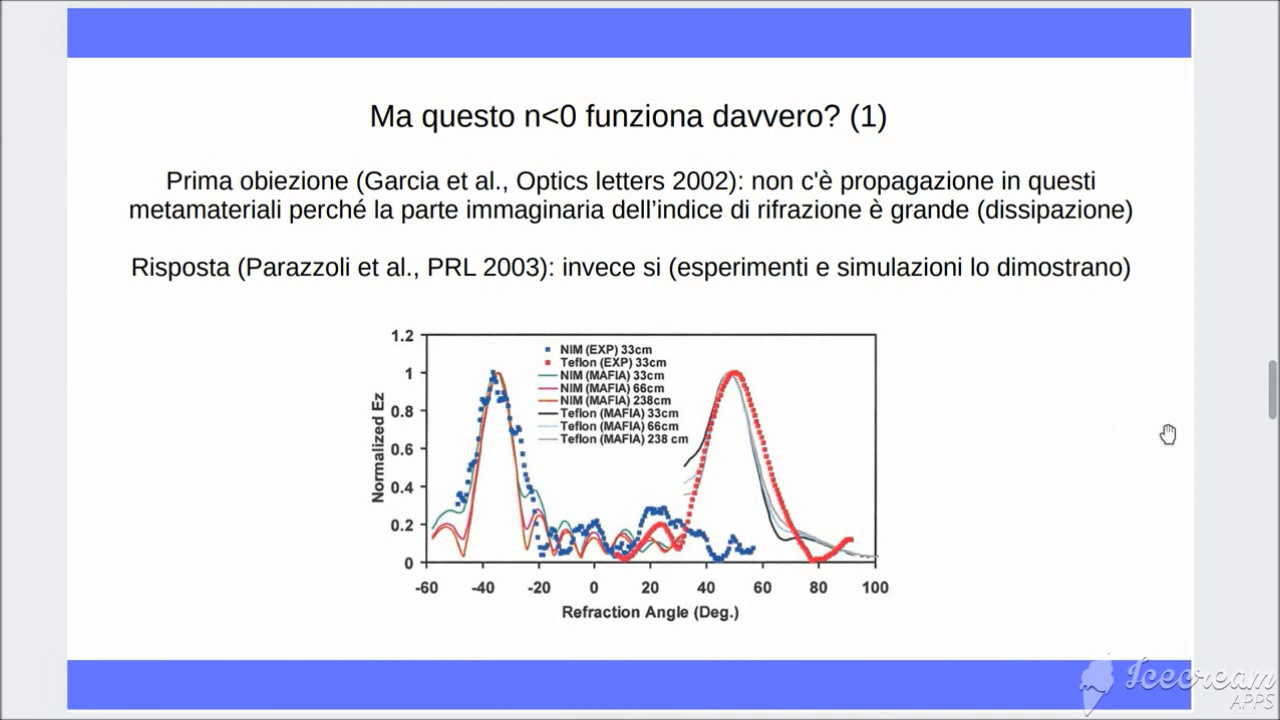 Ma questo n<0 funziona davvero? (1)
Prima obiezione (Garcia et al., Optics letters 2002): non c'è propagazione in questi
metamateriali perché la parte immaginaria dell’indice di rifrazione è grande (dissipazione)
Risposta (Parazzoli et al., PRL 2003): invece si (esperimenti e simulazioni lo dimostrano)
1.2
1
0.8
0.6
0.4
0.2
0
Normalized Ez
NIM (EXP) 33cm
Teflon (EXP) 33cm
NIM (MAFIA) 33cm
NIM (MAFIA) 66cm
NIM (MAFIA) 238cm
Teflon (MAFIA) 33cm
Teflon (MAFIA) 66cm
Teflon (MAFIA) 238 cm
-60 -40 -20 0 20 40 60 80 100
Refraction Angle (Deg.)
Icecream
APPS